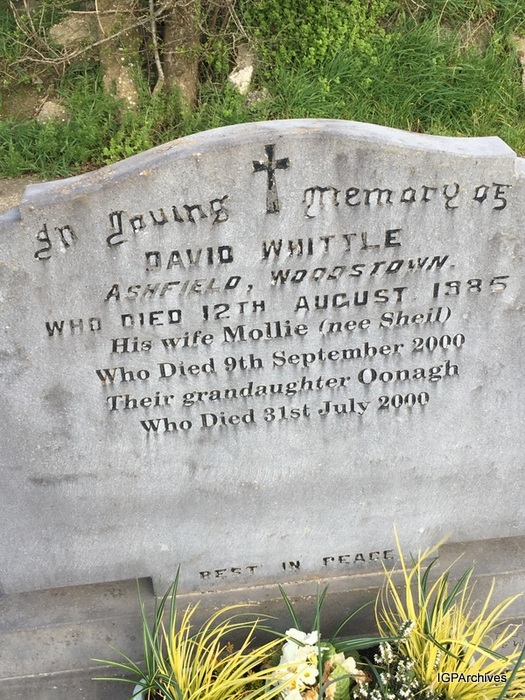 In Loving Memory of
DAVID WHITTLE
ASHFIELD, WOODSTOWN.
WHO DIED 12TH AUGUST 1985
His wife Mollie (nee Sheil)
Who Died 9th September 2000
Their grandaughter Oonagh
Who Died 31st July 2000
REST IN PEACE
IGPArchives